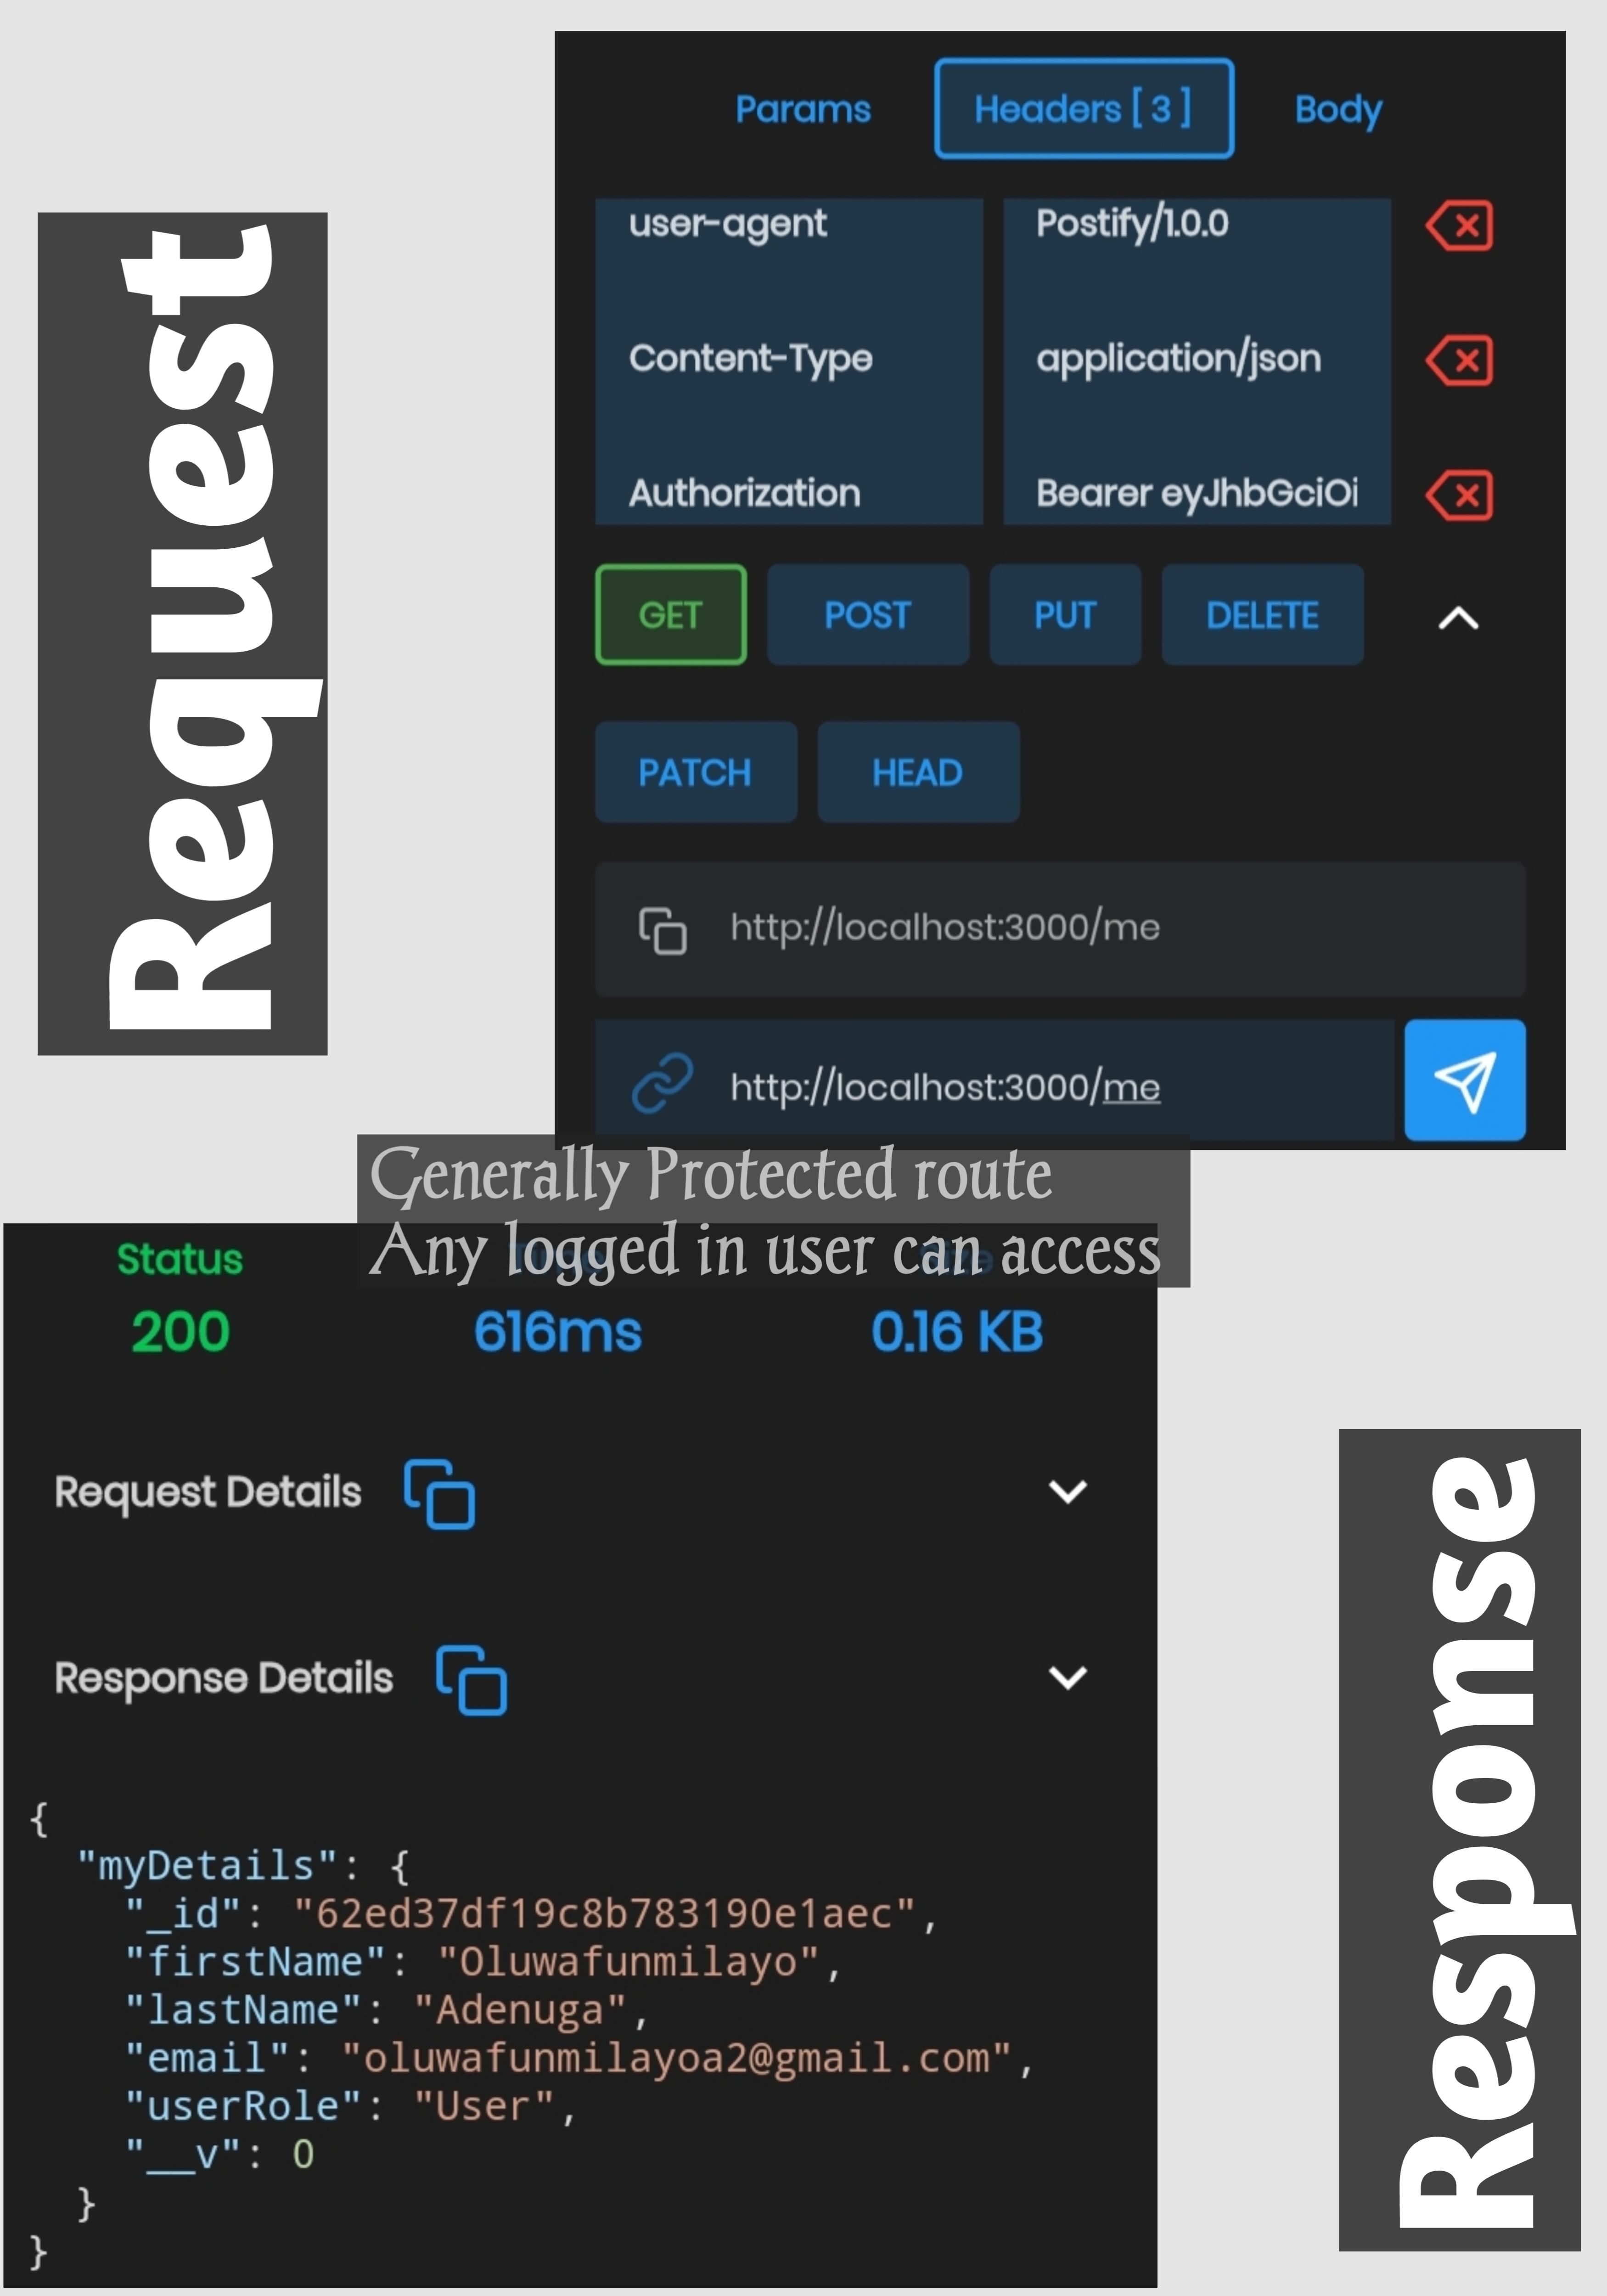 Request
Params Headers [ 3 ] Body
user-agent Postify/1.0.0
Content-Type application/json
Authorization Bearer eyJhbGciOi
GET POST PUT DELETE
PATCH HEAD
http://localhost:3000/me
http://localhost:3000/me
Generally Protected route
Any logged in user can access
Status Time Size
200 616ms 0.16 KB
Request Details
Response Details
{
"myDetails": {
"_id": "62ed37df19c8b783190e1aec",
"firstName": "Oluwafunmilayo",
"lastName": "Adenuga",
"email": "oluwafunmilayoa2@gmail.com",
"userRole": "User",
"__v": 0
}
}
Response